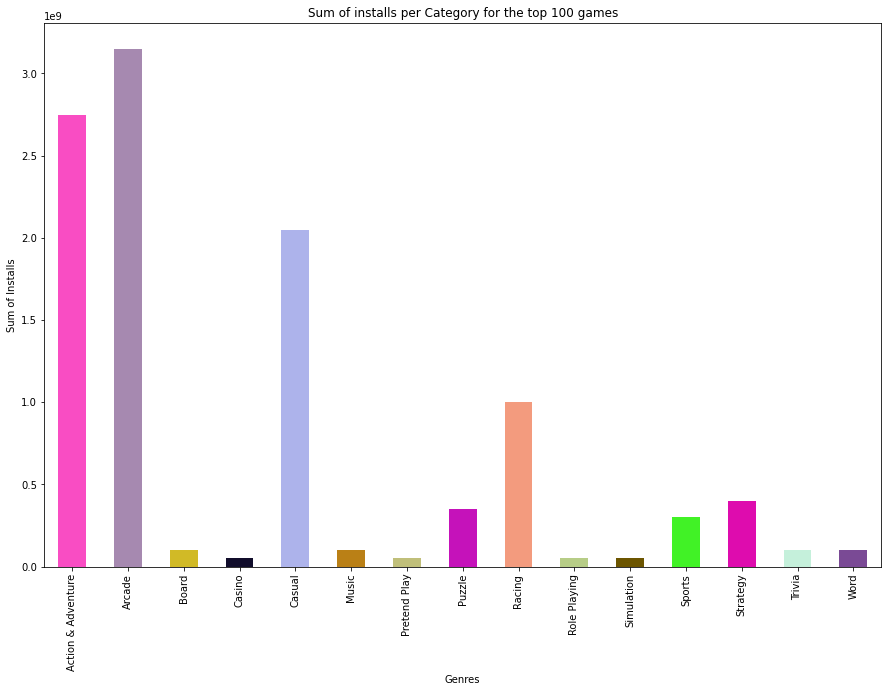 Sum of installs per Category for the top 100 games
1e9
3.0
2.5
2.0
1.5
1.0
0.5
0.0
Sum of Installs
Action & Adventure
Arcade
Board
Casino
Casual
Music
Pretend Play
Puzzle
Racing
Role Playing
Simulation
Sports
Strategy
Trivia
Word
Genres